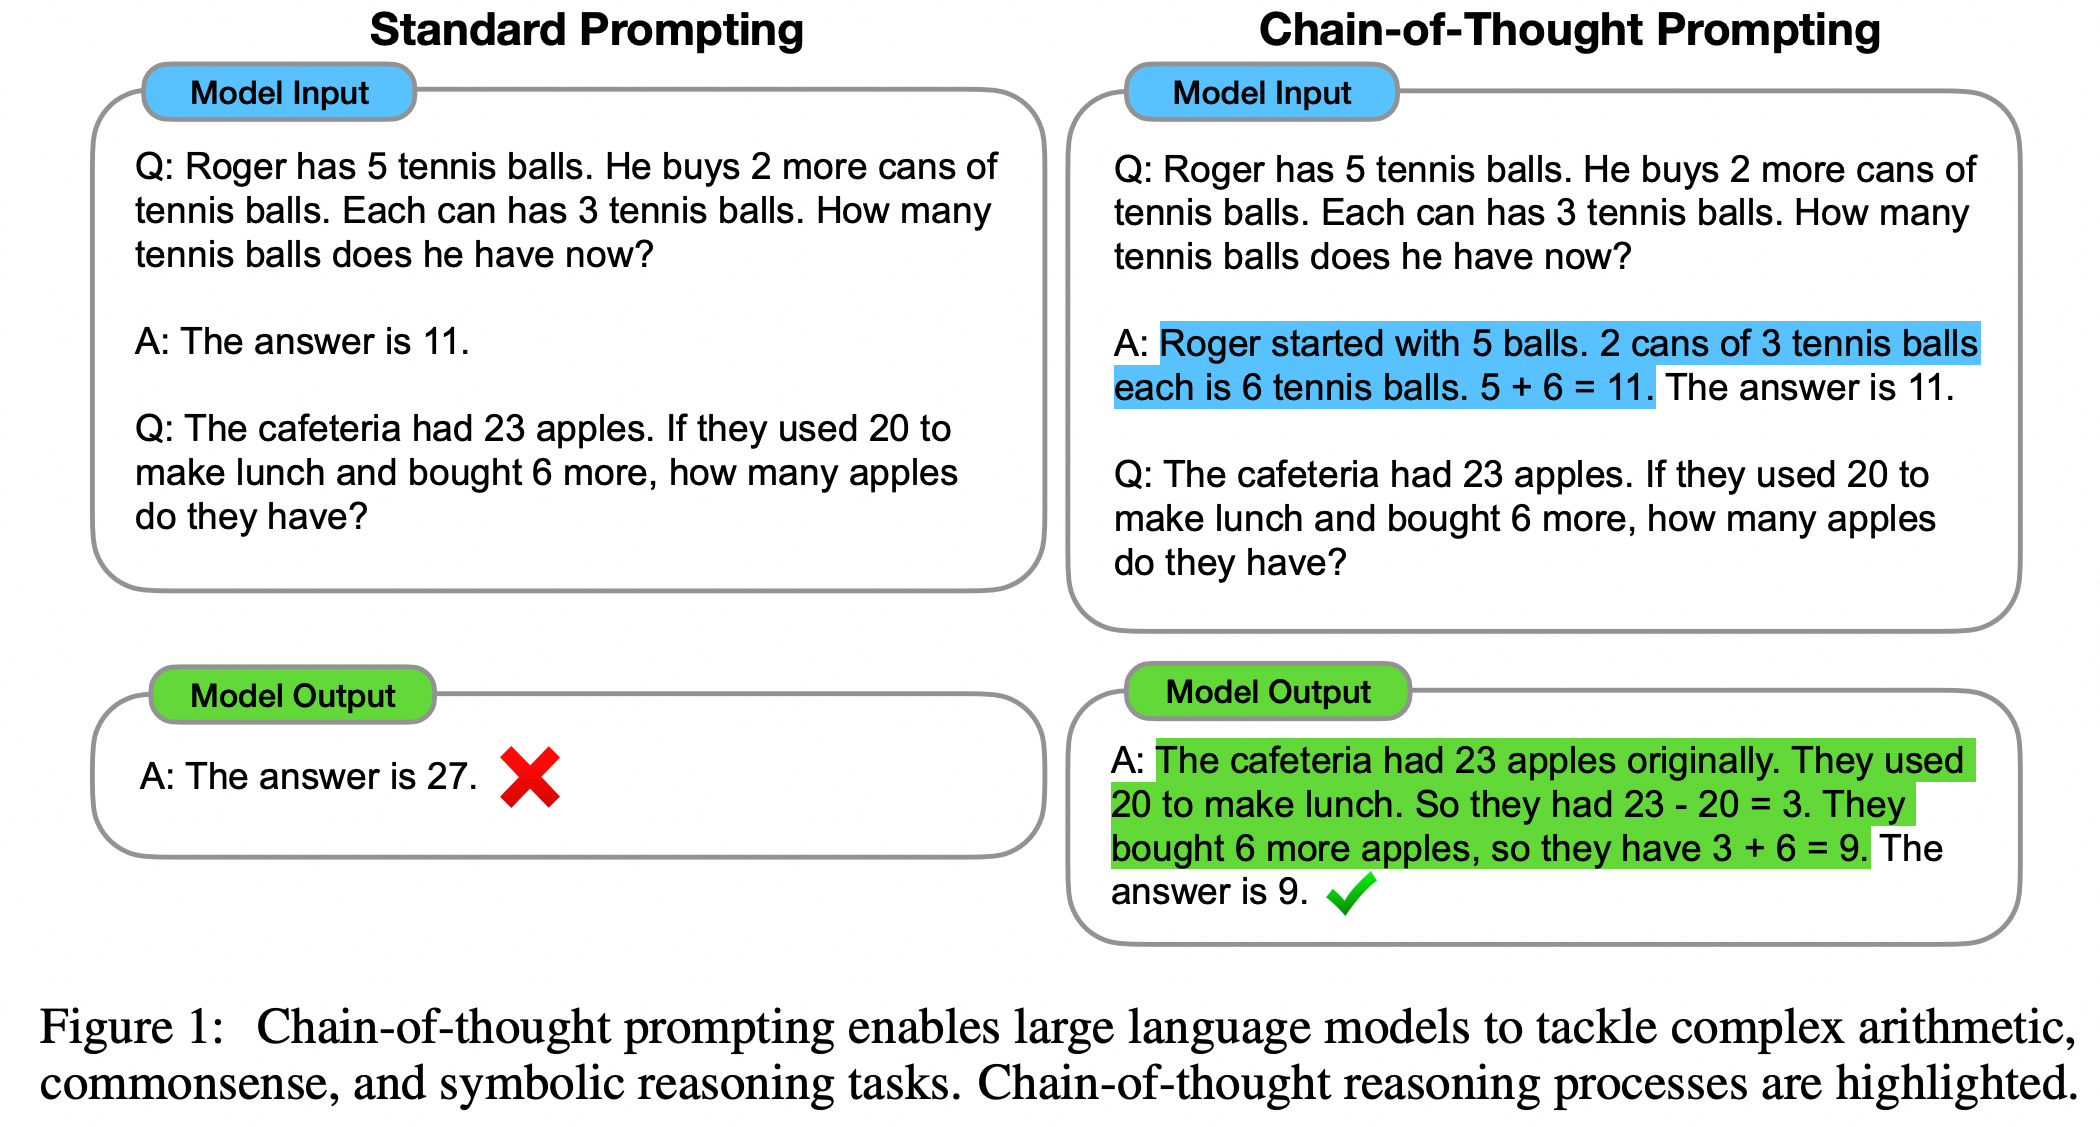 Standard Prompting
Model Input
Q: Roger has 5 tennis balls. He buys 2 more cans of
tennis balls. Each can has 3 tennis balls. How many
tennis balls does he have now?
A: The answer is 11.
Q: The cafeteria had 23 apples. If they used 20 to
make lunch and bought 6 more, how many apples
do they have?
Model Output
A: The answer is 27.
Chain-of-Thought Prompting
Model Input
Q: Roger has 5 tennis balls. He buys 2 more cans of
tennis balls. Each can has 3 tennis balls. How many
tennis balls does he have now?
A: Roger started with 5 balls. 2 cans of 3 tennis balls
each is 6 tennis balls. 5 + 6 = 11. The answer is 11.
Q: The cafeteria had 23 apples. If they used 20 to
make lunch and bought 6 more, how many apples
do they have?
Model Output
A: The cafeteria had 23 apples originally. They used
20 to make lunch. So they had 23 - 20 = 3. They
bought 6 more apples, so they have 3 + 6 = 9. The
answer is 9.
Figure 1: Chain-of-thought prompting enables large language models to tackle complex arithmetic,
commonsense, and symbolic reasoning tasks. Chain-of-thought reasoning processes are highlighted.